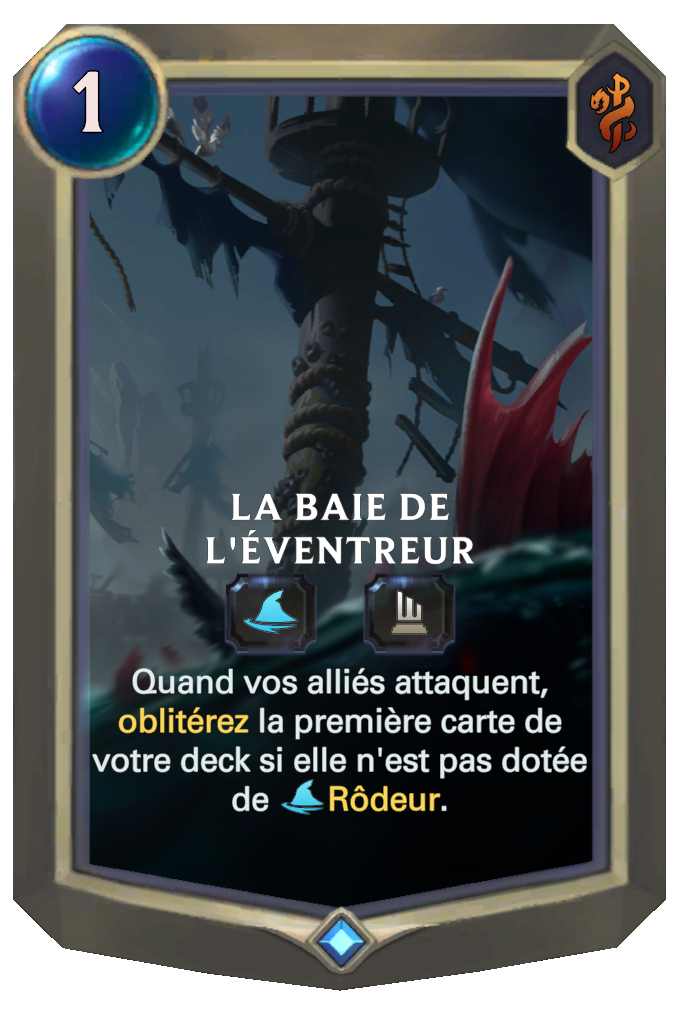 1
LA BAIE DE
L'ÉVENTREUR
Quand vos alliés attaquent,
oblitérez la première carte de
votre deck si elle n'est pas dotée
de Rôdeur.